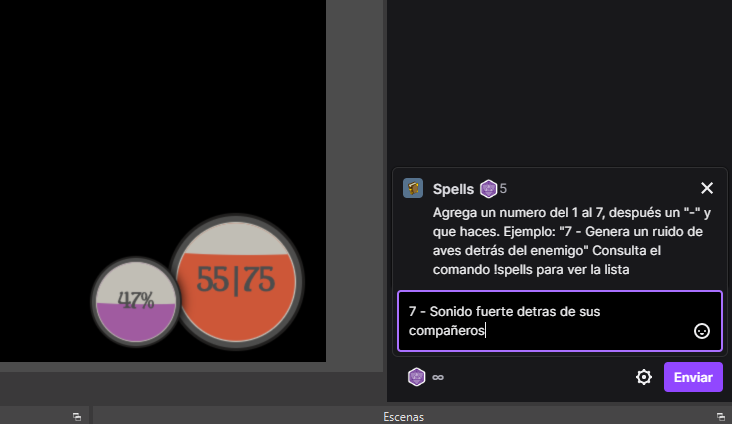 Spells 5
Agrega un numero del 1 al 7, después un "-" y
que haces. Ejemplo: "7 - Genera un ruido de
aves detrás del enemigo" Consulta el
comando !spells para ver la lista
7 - Sonido fuerte detras de sus
compañeros
∞
Enviar
47%
55|75
Escenas